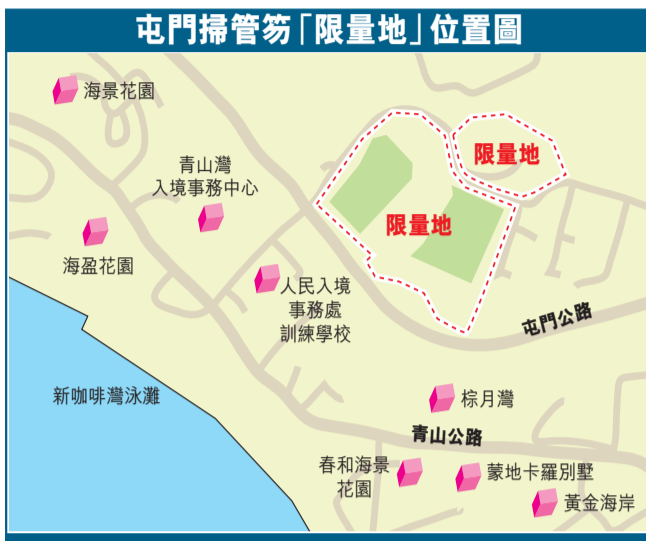 屯門掃管笏「限量地」位置圖
海景花園
限量地
青山灣
入境事務中心
限量地
海盈花園
人民入境
事務處
訓練學校
屯門公路
新咖啡灣泳灘
棕月灣
青山公路
春和海景
花園
蒙地卡羅別墅
黃金海岸